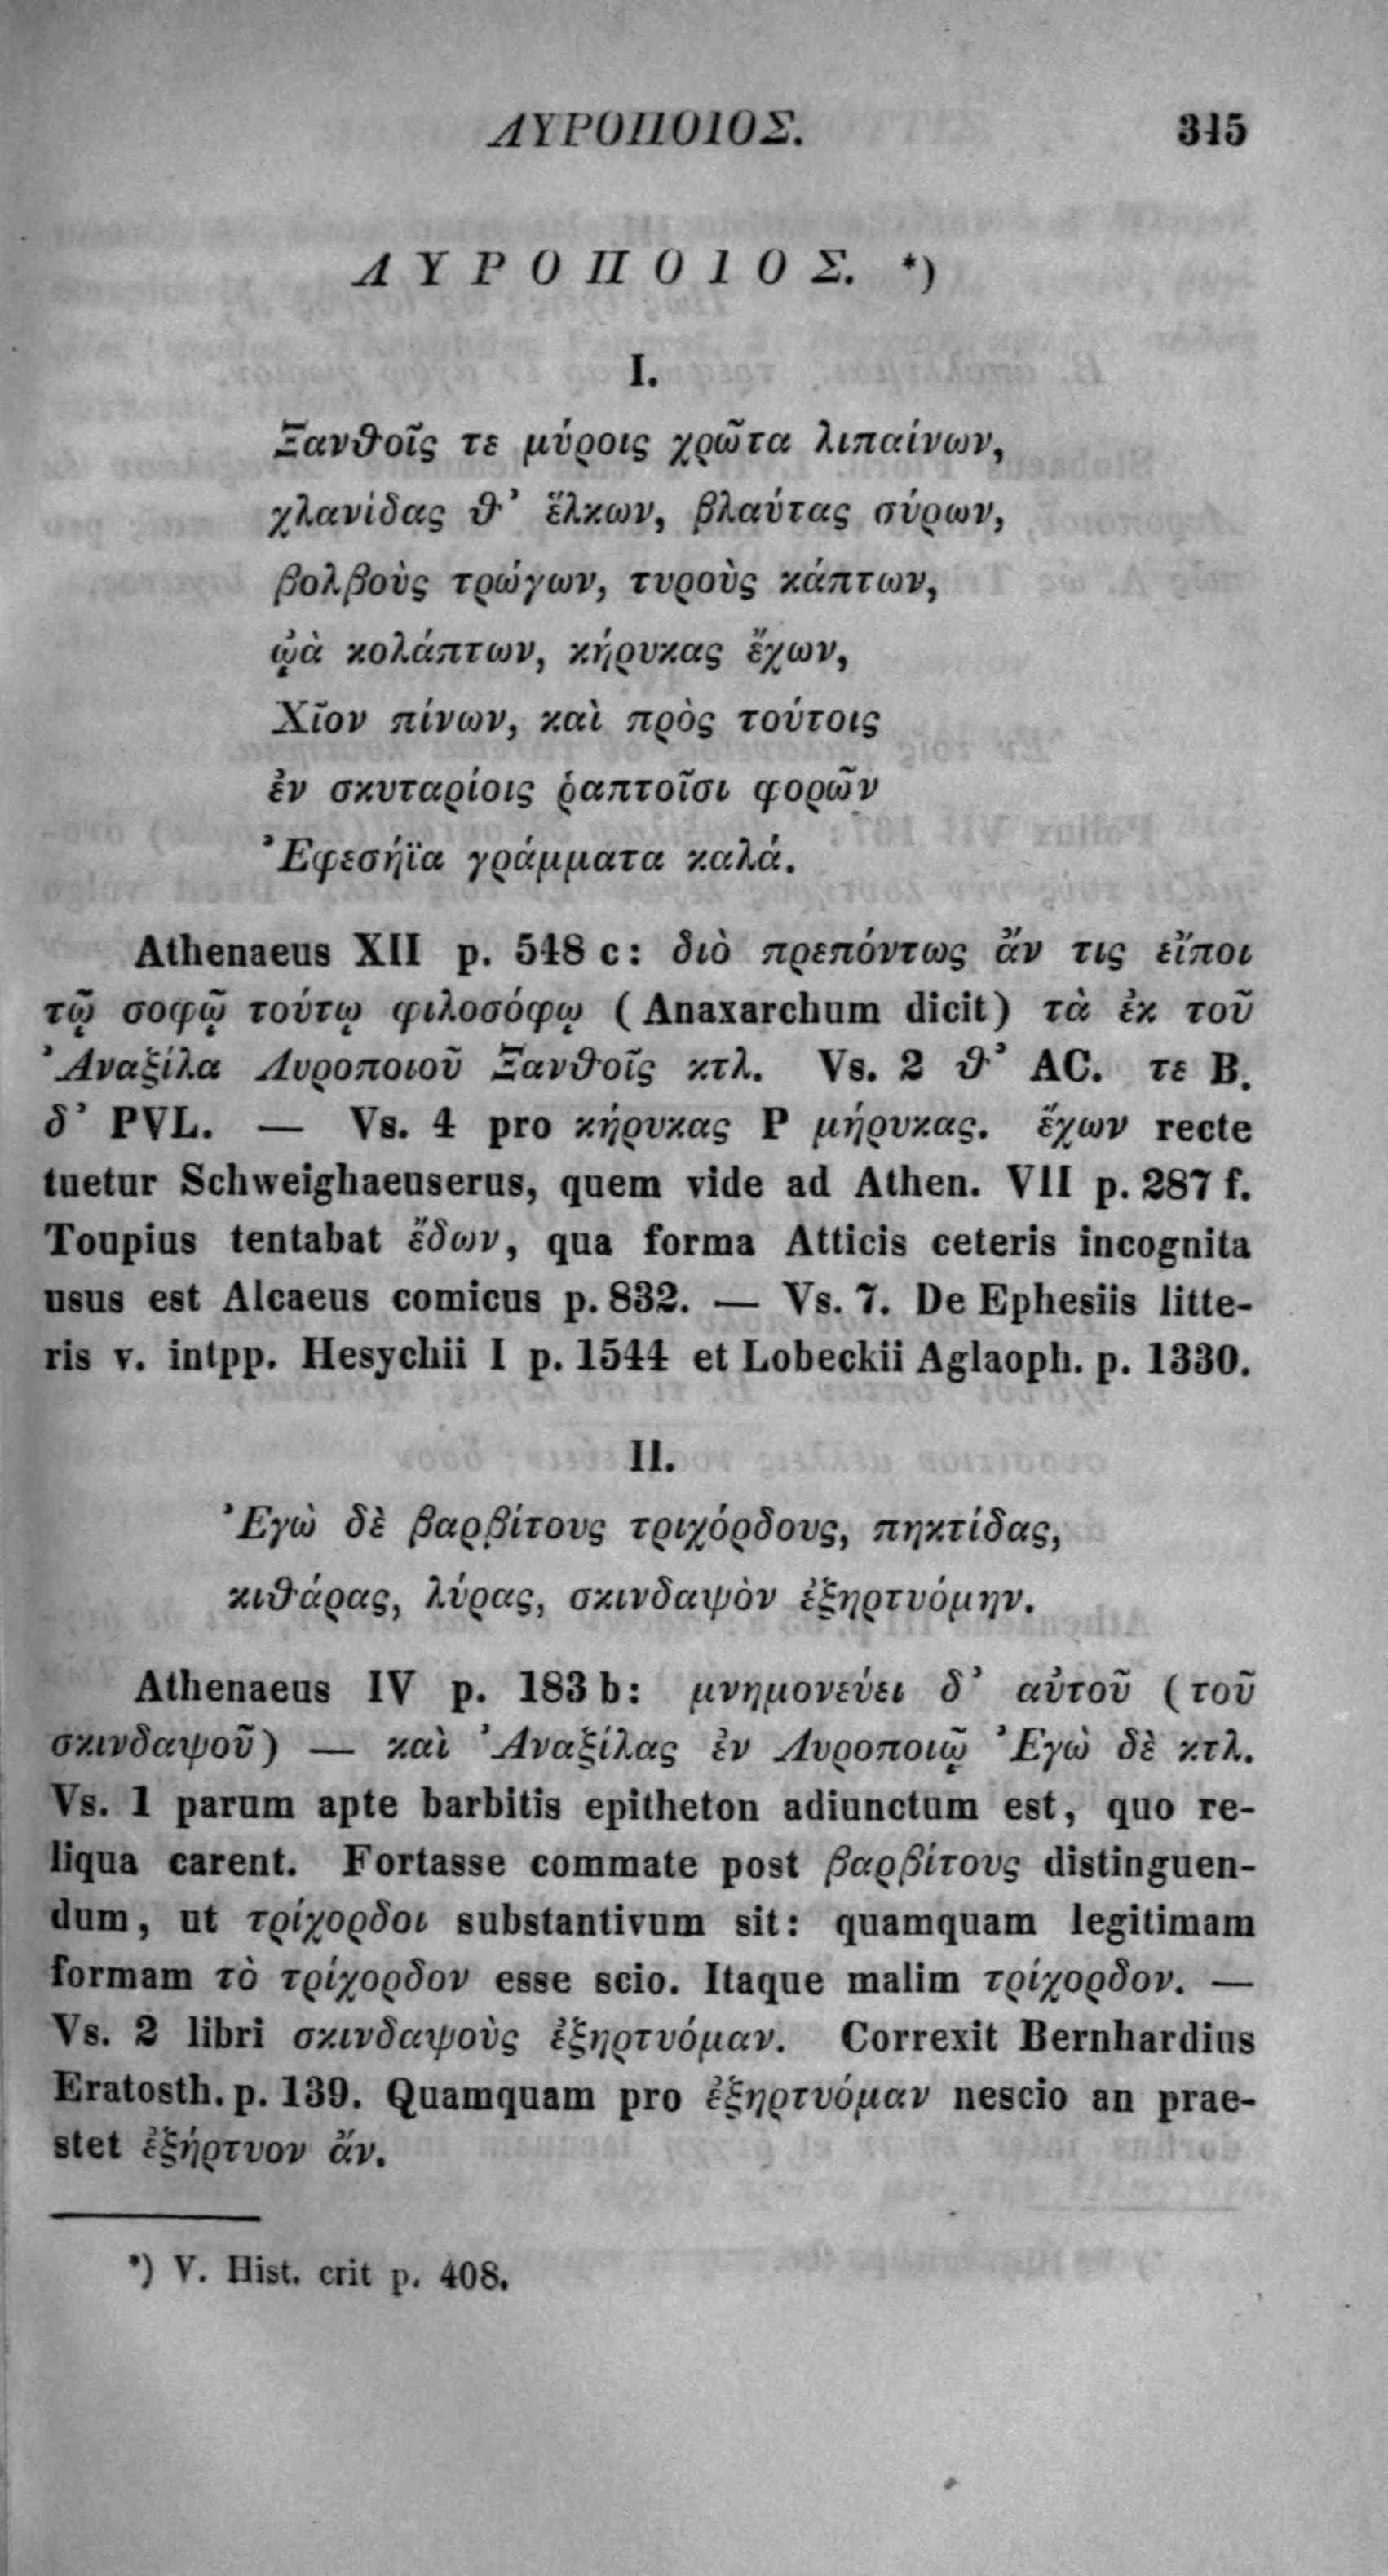 ΛΥΡΟΠΟΙΟΣ. 345
ΛΥΡΟΠΟΙΟΣ. *)
I.
Ξανθοῖς τε μύροις χρῶτα λιπαίνων,
χλανίδας θ’ ἕλκων, βλαύτας σύρων,
βολβοὺς τρώγων, τυροὺς κάπτων,
ᾠὰ κολάπτων, κήρυκας ἔχων,
Χῖον πίνων, καὶ πρὸς τούτοις
ἐν σκυταρίοις ῥαπτοῖσι φορῶν
Ἐφεσήϊα γράμματα καλά.
Athenaeus XII p. 548 c: διὸ πρεπόντως ἄν τις εἴποι
τῷ σοφῷ τούτῳ φιλοσόφῳ (Anaxarchum dicit) τὰ ἐκ τοῦ
Ἀναξίλα Λυροποιοῦ Ξανθοῖς κτλ. Vs. 2 θ’ AC. τε B.
δ’ PVL. — Vs. 4 pro κήρυκας P μήρυκας. ἔχων recte
tuetur Schweighaeuserus, quem vide ad Athen. VII p. 287 f.
Toupius tentabat ἔδων, qua forma Atticis ceteris incognita
usus est Alcaeus comicus p. 832. — Vs. 7. De Ephesiis litte-
ris v. intpp. Hesychii I p. 1544 et Lobeckii Aglaoph. p. 1330.
II.
Ἐγὼ δὲ βαρβίτους τριχόρδους, πηκτίδας,
κιθάρας, λύρας, σκινδαψὸν ἐξηρτυόμην.
Athenaeus IV p. 183 b: μνημονεύει δ’ αὐτοῦ (τοῦ
σκινδαψοῦ) — καὶ Ἀναξίλας ἐν Λυροποιῷ Ἐγὼ δὲ κτλ.
Vs. 1 parum apte barbitis epitheton adiunctum est, quo re-
liqua carent. Fortasse commate post βαρβίτους distinguen-
dum, ut τρίχορδοι substantivum sit: quamquam legitimam
formam τὸ τρίχορδον esse scio. Itaque malim τρίχορδον. —
Vs. 2 libri σκινδαψοὺς ἐξηρτυόμαν. Correxit Bernhardius
Eratosth. p. 139. Quamquam pro ἐξηρτυόμαν nescio an prae-
stet ἐξήρτυον ἄν.
*) V. Hist. crit p. 408.